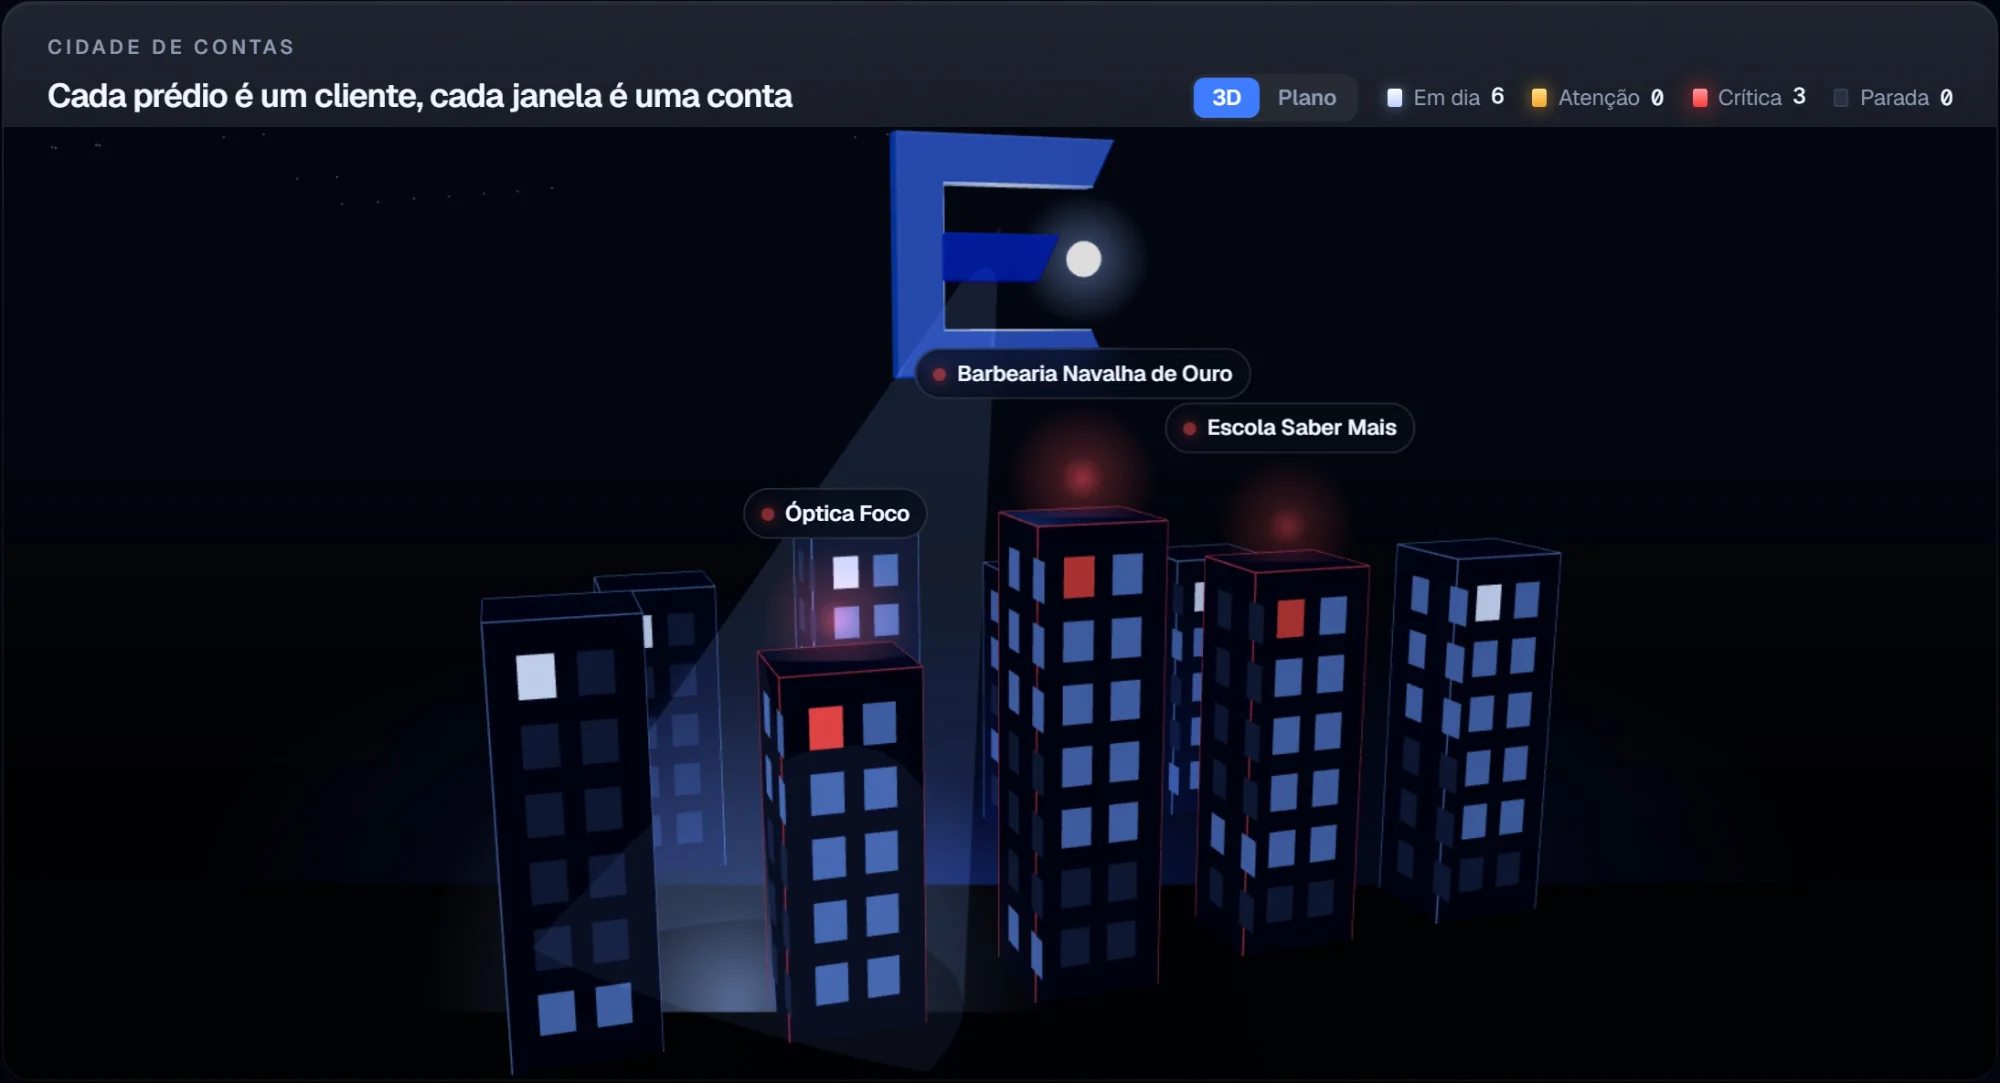 CIDADE DE CONTAS
Cada prédio é um cliente, cada janela é uma conta
3D Plano Em dia 6 Atenção 0 Crítica 3 Parada 0
E
Barbearia Navalha de Ouro
Escola Saber Mais
Óptica Foco